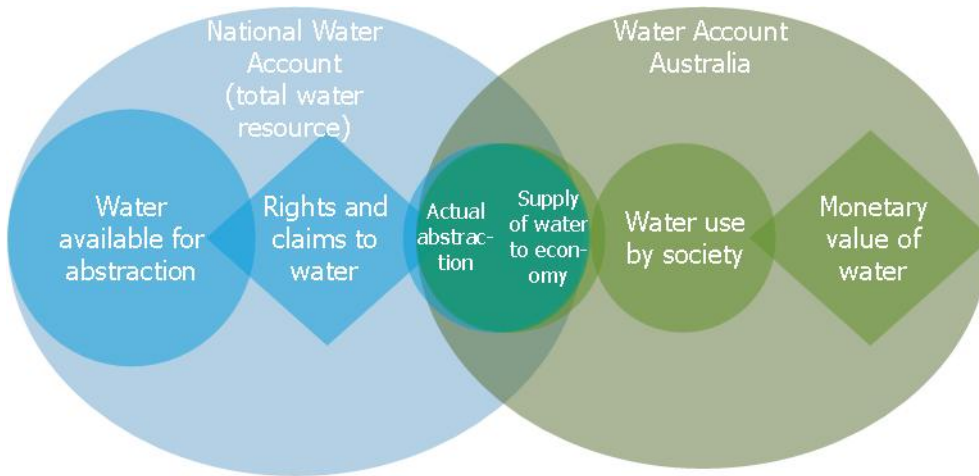 National Water
Account
(total water
resource)
Water Account
Australia
Water
available for
abstraction
Rights and
claims to
water
Actual
abstrac-
tion
Supply
of water
to econ-
omy
Water use
by society
Monetary
value of
water